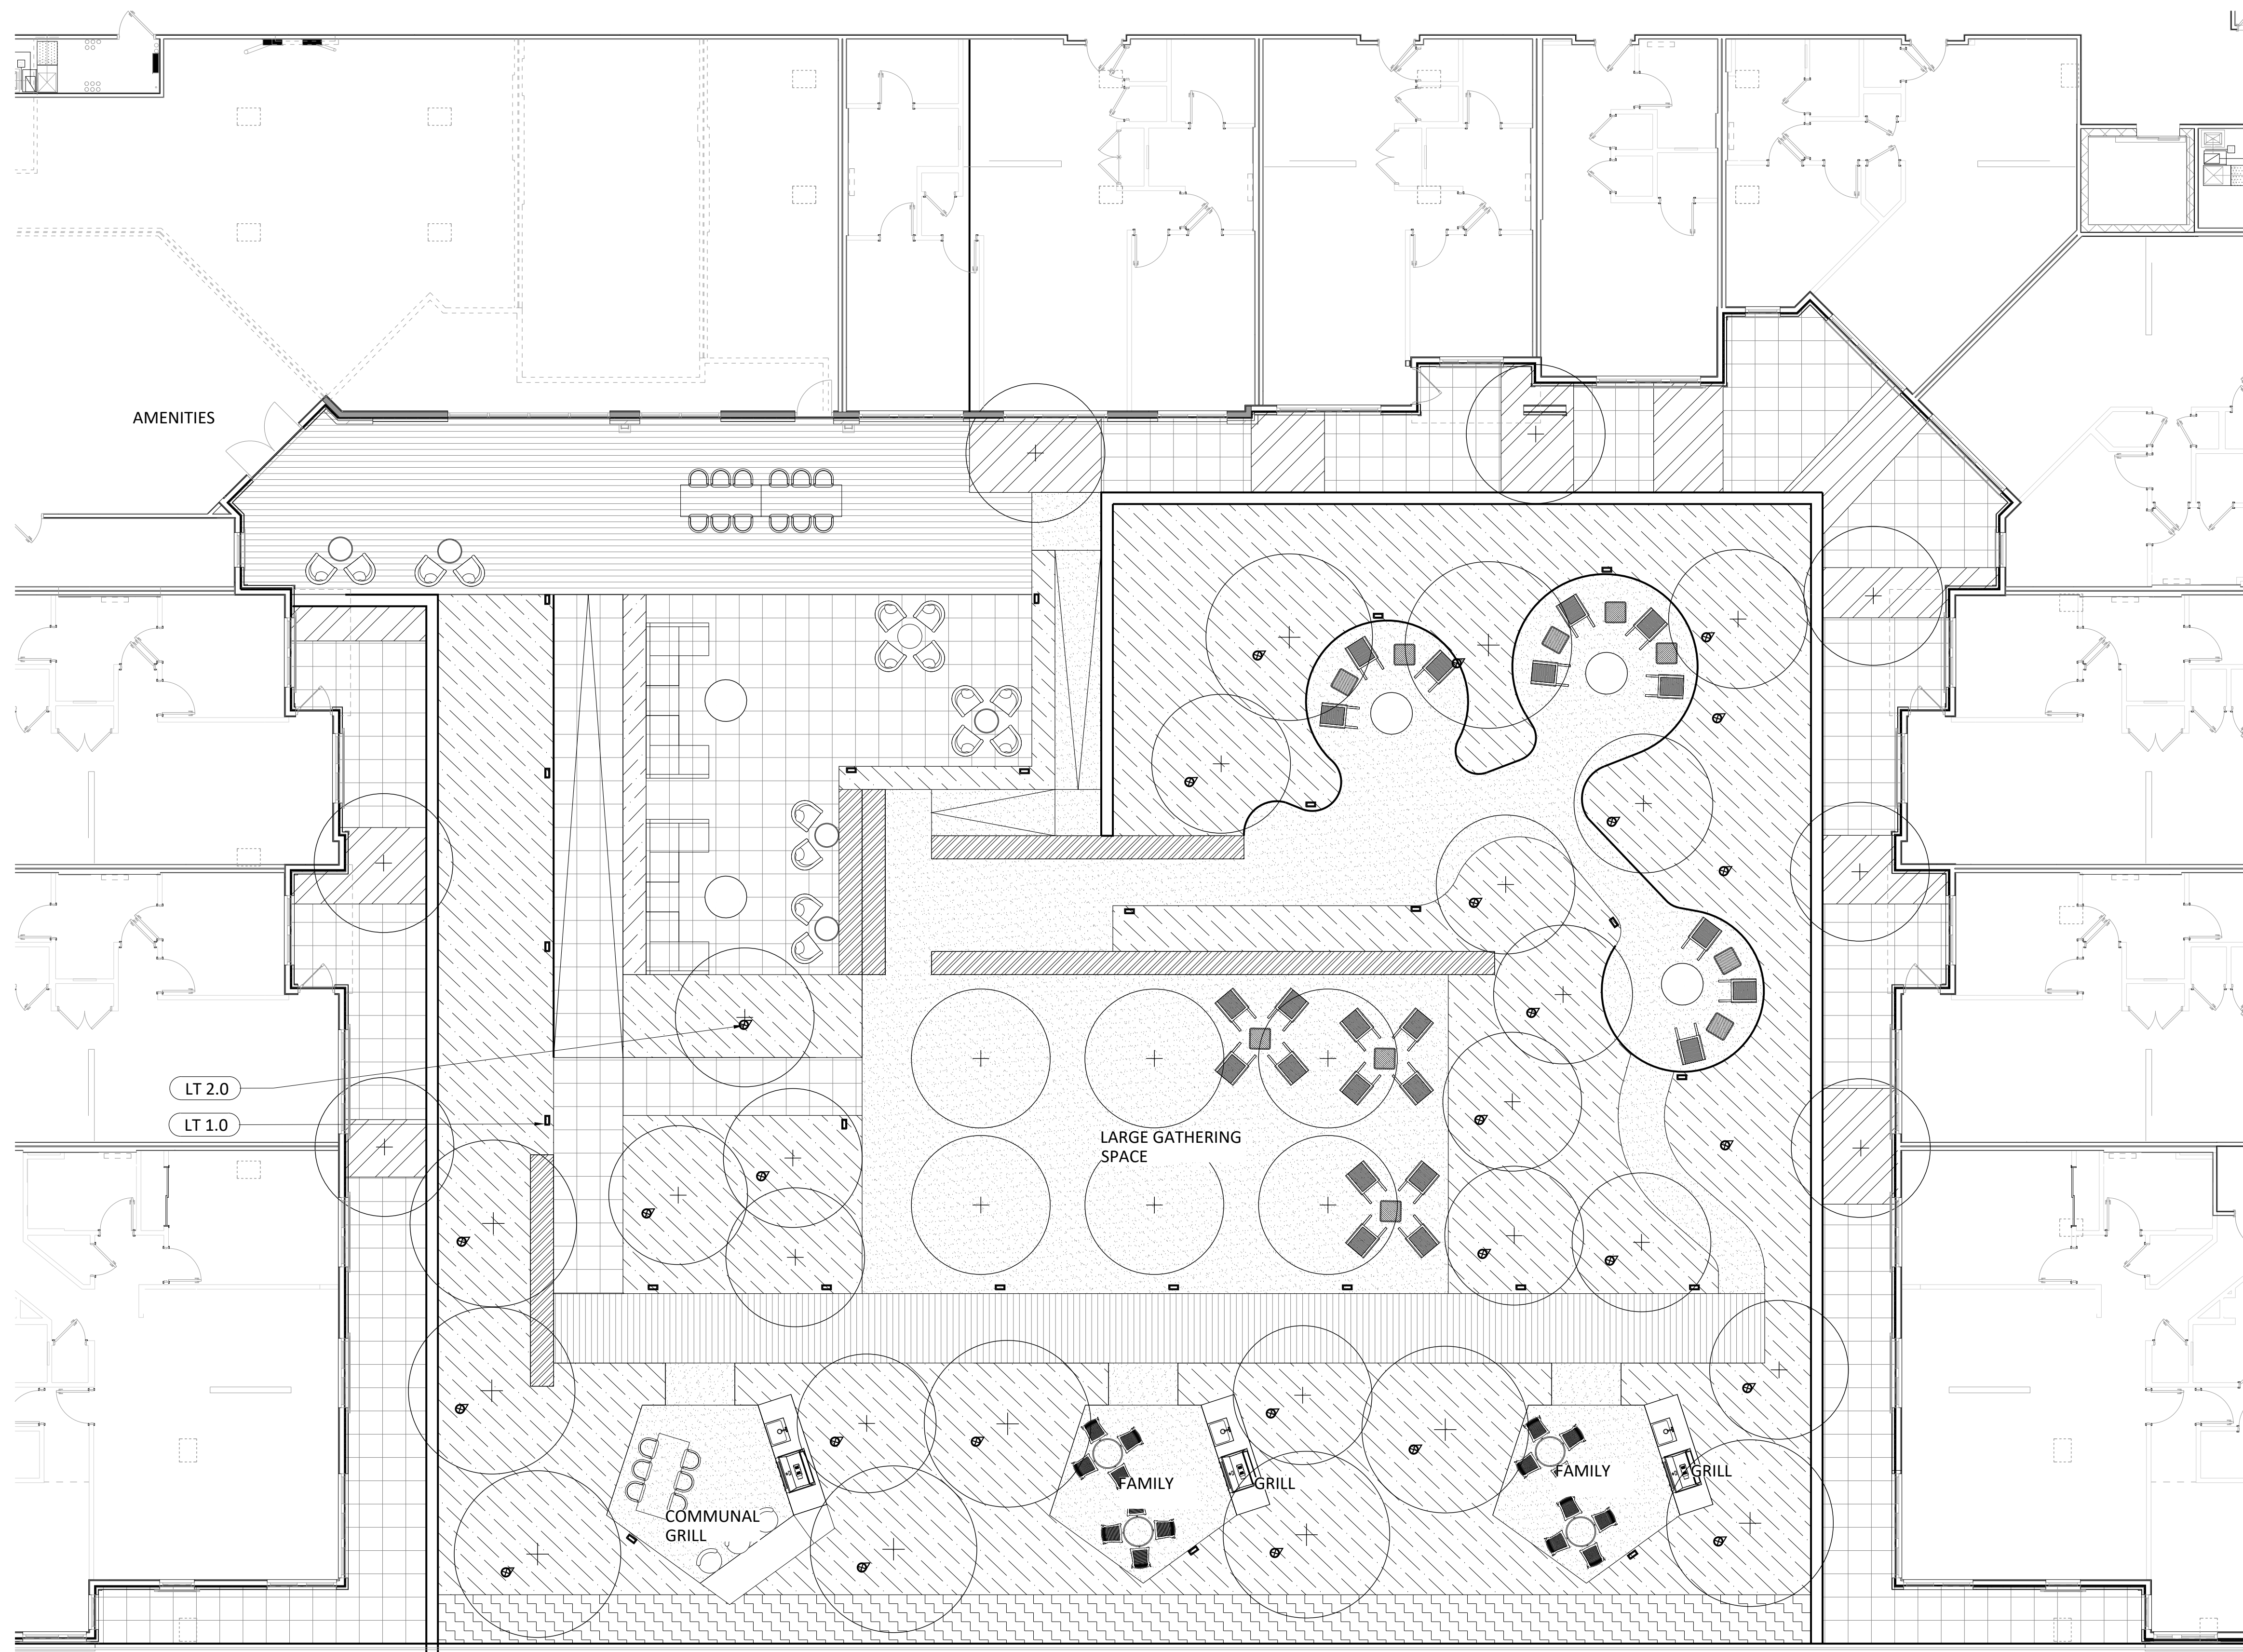 AMENITIES
LT 2.0
LT 1.0
LARGE GATHERING
SPACE
FAMILY
GRILL
FAMILY
GRILL
COMMUNAL
GRILL